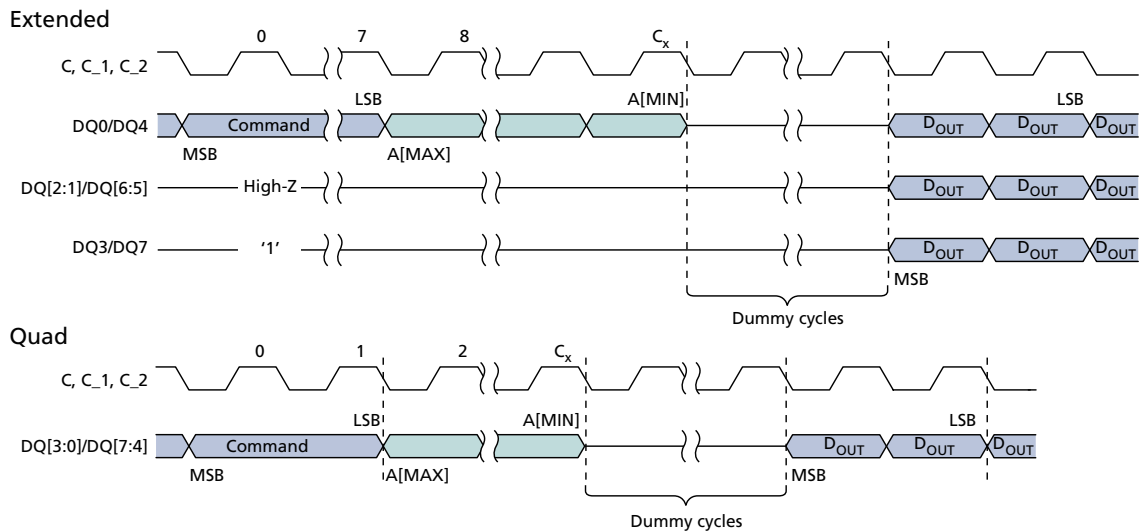 Extended
0 7 8 Cx
C, C_1, C_2
LSB A[MIN] LSB
DQ0/DQ4 Command DOUT DOUT DOUT
MSB A[MAX]
DQ[2:1]/DQ[6:5] High-Z DOUT DOUT DOUT
DQ3/DQ7 ‘1’ DOUT DOUT DOUT
MSB
Dummy cycles
Quad
0 1 2 Cx
C, C_1, C_2
LSB A[MIN] LSB
DQ[3:0]/DQ[7:4] Command DOUT DOUT DOUT
MSB A[MAX] MSB
Dummy cycles